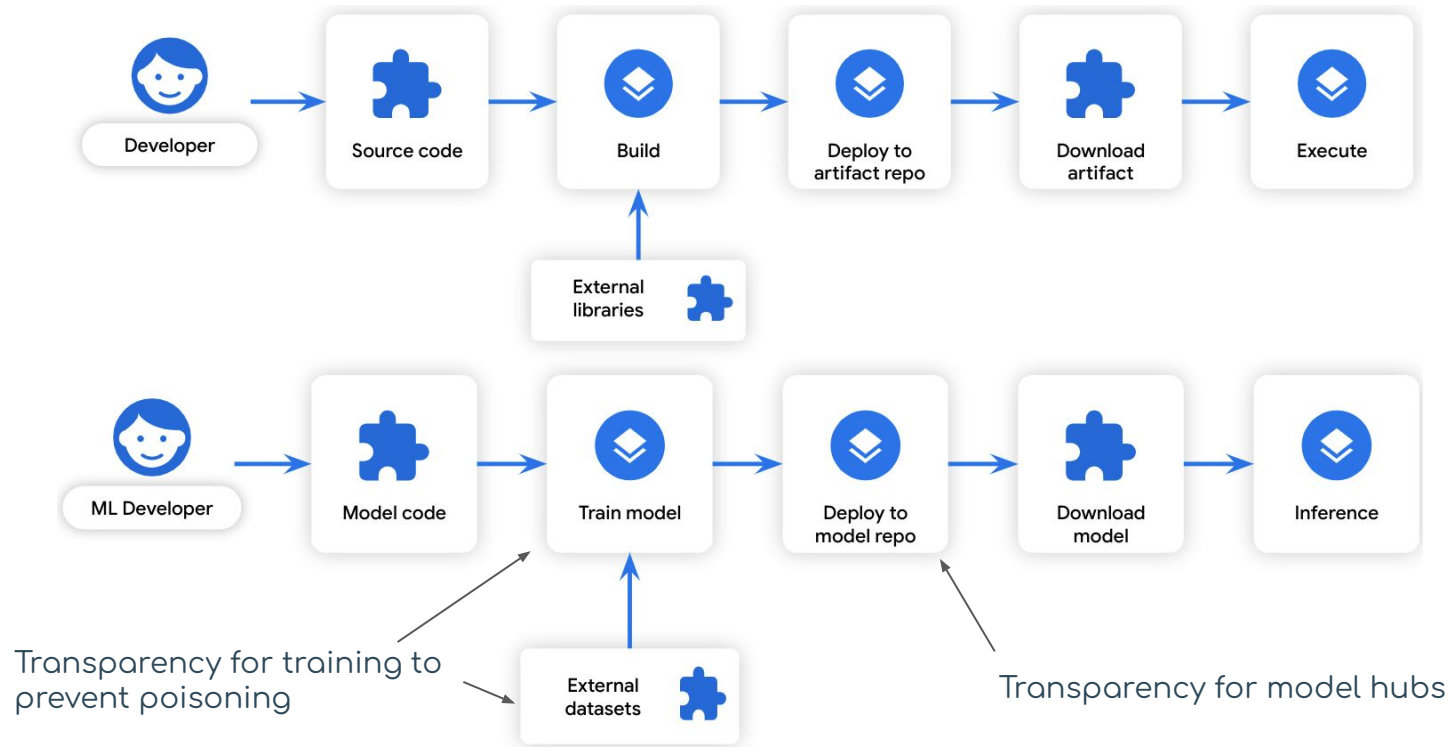 Developer
Source code
Build
Deploy to
artifact repo
Download
artifact
Execute
External
libraries
ML Developer
Model code
Train model
Deploy to
model repo
Download
model
Inference
Transparency for training to
prevent poisoning
External
datasets
Transparency for model hubs